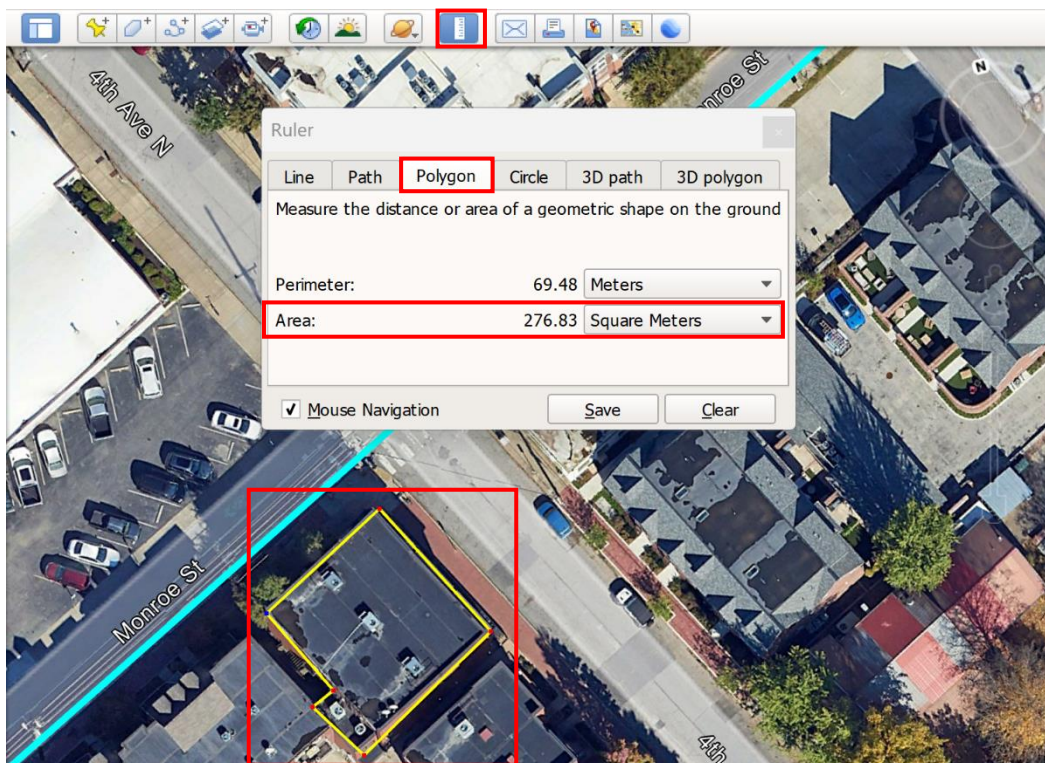 4th Ave N
nroe St
N
Ruler
Line Path Polygon Circle 3D path 3D polygon
Measure the distance or area of a geometric shape on the ground
Perimeter: 69.48 Meters
Area: 276.83 Square Meters
Mouse Navigation Save Clear
Monroe St
4th